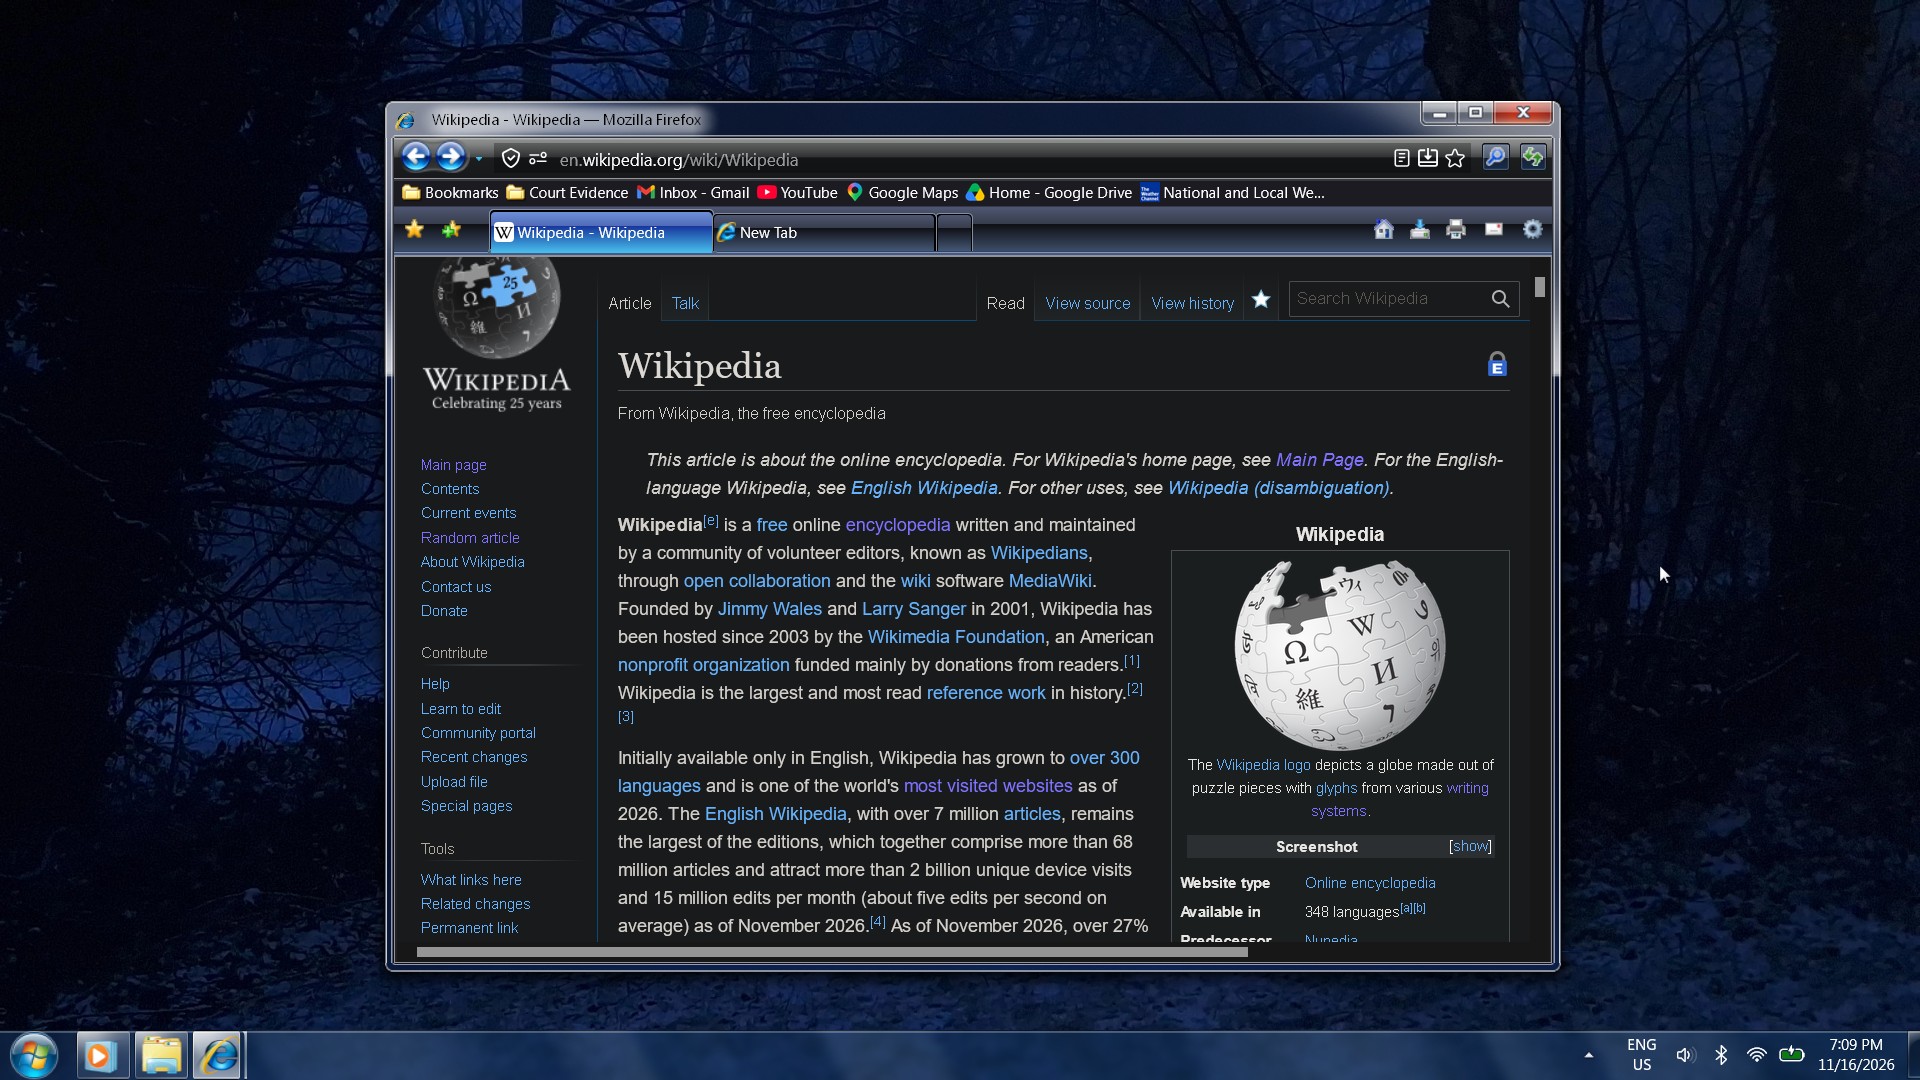 Wikipedia - Wikipedia — Mozilla Firefox
en.wikipedia.org/wiki/Wikipedia
Bookmarks Court Evidence Inbox - Gmail YouTube Google Maps Home - Google Drive National and Local We...
Wikipedia - Wikipedia New Tab
25
WIKIPEDIA
Celebrating 25 years
Main page
Contents
Current events
Random article
About Wikipedia
Contact us
Donate
Contribute
Help
Learn to edit
Community portal
Recent changes
Upload file
Special pages
Tools
What links here
Related changes
Permanent link
Article Talk Read View source View history Search Wikipedia
Wikipedia
E
From Wikipedia, the free encyclopedia
This article is about the online encyclopedia. For Wikipedia's home page, see Main Page. For the English-
language Wikipedia, see English Wikipedia. For other uses, see Wikipedia (disambiguation).
Wikipedia[e] is a free online encyclopedia written and maintained
by a community of volunteer editors, known as Wikipedians,
through open collaboration and the wiki software MediaWiki.
Founded by Jimmy Wales and Larry Sanger in 2001, Wikipedia has
been hosted since 2003 by the Wikimedia Foundation, an American
nonprofit organization funded mainly by donations from readers.[1]
Wikipedia is the largest and most read reference work in history.[2]
[3]
Initially available only in English, Wikipedia has grown to over 300
languages and is one of the world's most visited websites as of
2026. The English Wikipedia, with over 7 million articles, remains
the largest of the editions, which together comprise more than 68
million articles and attract more than 2 billion unique device visits
and 15 million edits per month (about five edits per second on
average) as of November 2026.[4] As of November 2026, over 27%
Wikipedia
Ω W И 維
The Wikipedia logo depicts a globe made out of
puzzle pieces with glyphs from various writing
systems.
Screenshot [show]
Website type Online encyclopedia
Available in 348 languages[a][b]
Predecessor Nupedia
ENG
US
7:09 PM
11/16/2026